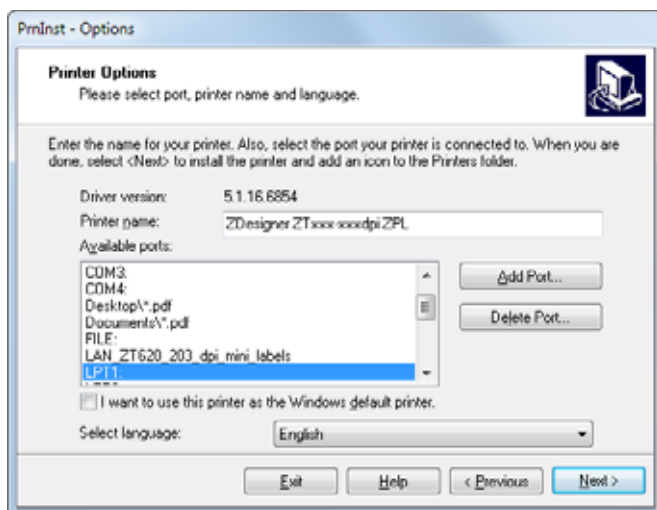 PrnInst - Options
Printer Options
Please select port, printer name and language.
Enter the name for your printer. Also, select the port your printer is connected to. When you are
done, select <Next> to install the printer and add an icon to the Printers folder.
Driver version: 5.1.16.6854
Printer name: ZDesigner ZTxxx-xxxdpi ZPL
Available ports:
COM3:
COM4:
Desktop\*.pdf
Documents\*.pdf
FILE:
LAN_ZT620_203_dpi_mini_labels
LPT1:
Add Port...
Delete Port...
I want to use this printer as the Windows default printer.
Select language: English
Exit Help < Previous Next >